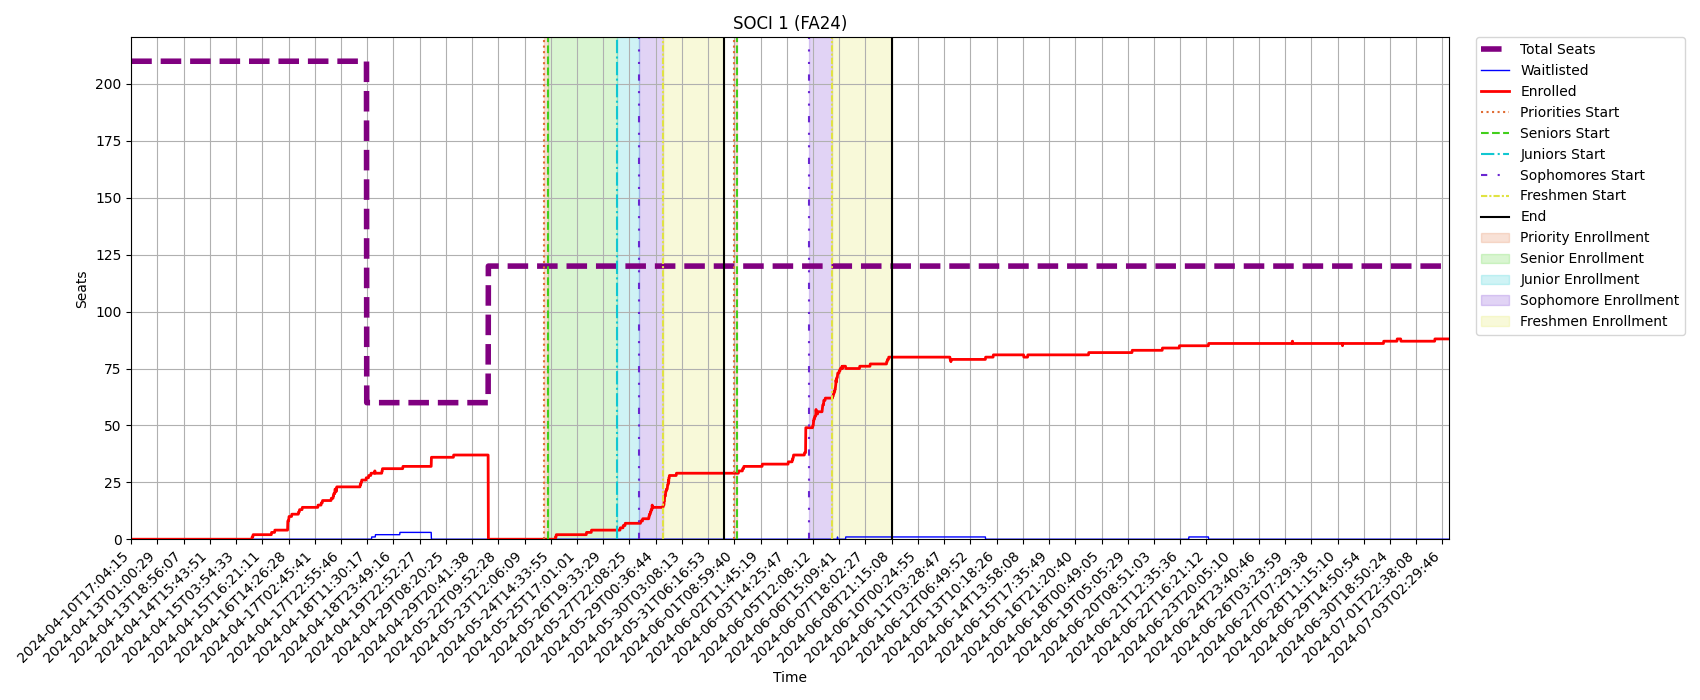 SOCI 1 (FA24)
Seats
200
175
150
125
100
75
50
25
0
2024-04-10T17:04:15
2024-04-13T01:00:29
2024-04-13T18:56:07
2024-04-14T15:43:51
2024-04-15T03:54:33
2024-04-15T16:21:11
2024-04-16T14:26:28
2024-04-17T02:45:41
2024-04-17T22:55:46
2024-04-18T11:30:17
2024-04-18T23:49:16
2024-04-19T22:52:27
2024-04-29T08:20:25
2024-04-29T20:41:38
2024-05-22T09:52:28
2024-05-23T12:06:09
2024-05-24T14:33:55
2024-05-25T17:01:01
2024-05-26T19:33:29
2024-05-27T22:08:25
2024-05-29T00:36:44
2024-05-30T03:08:13
2024-05-31T06:16:53
2024-06-01T08:59:40
2024-06-02T11:45:19
2024-06-03T14:25:47
2024-06-05T12:08:12
2024-06-06T15:09:41
2024-06-07T18:02:27
2024-06-08T21:15:08
2024-06-10T00:24:55
2024-06-11T03:28:47
2024-06-12T06:49:52
2024-06-13T10:18:26
2024-06-14T13:58:08
2024-06-15T17:35:49
2024-06-16T21:20:40
2024-06-18T00:49:05
2024-06-19T05:05:29
2024-06-20T08:51:03
2024-06-21T12:35:36
2024-06-22T16:21:12
2024-06-23T20:05:10
2024-06-24T23:40:46
2024-06-26T03:23:59
2024-06-27T07:29:38
2024-06-28T11:15:10
2024-06-29T14:50:54
2024-06-30T18:50:24
2024-07-01T22:38:08
2024-07-03T02:29:46
Time
Total Seats
Waitlisted
Enrolled
Priorities Start
Seniors Start
Juniors Start
Sophomores Start
Freshmen Start
End
Priority Enrollment
Senior Enrollment
Junior Enrollment
Sophomore Enrollment
Freshmen Enrollment